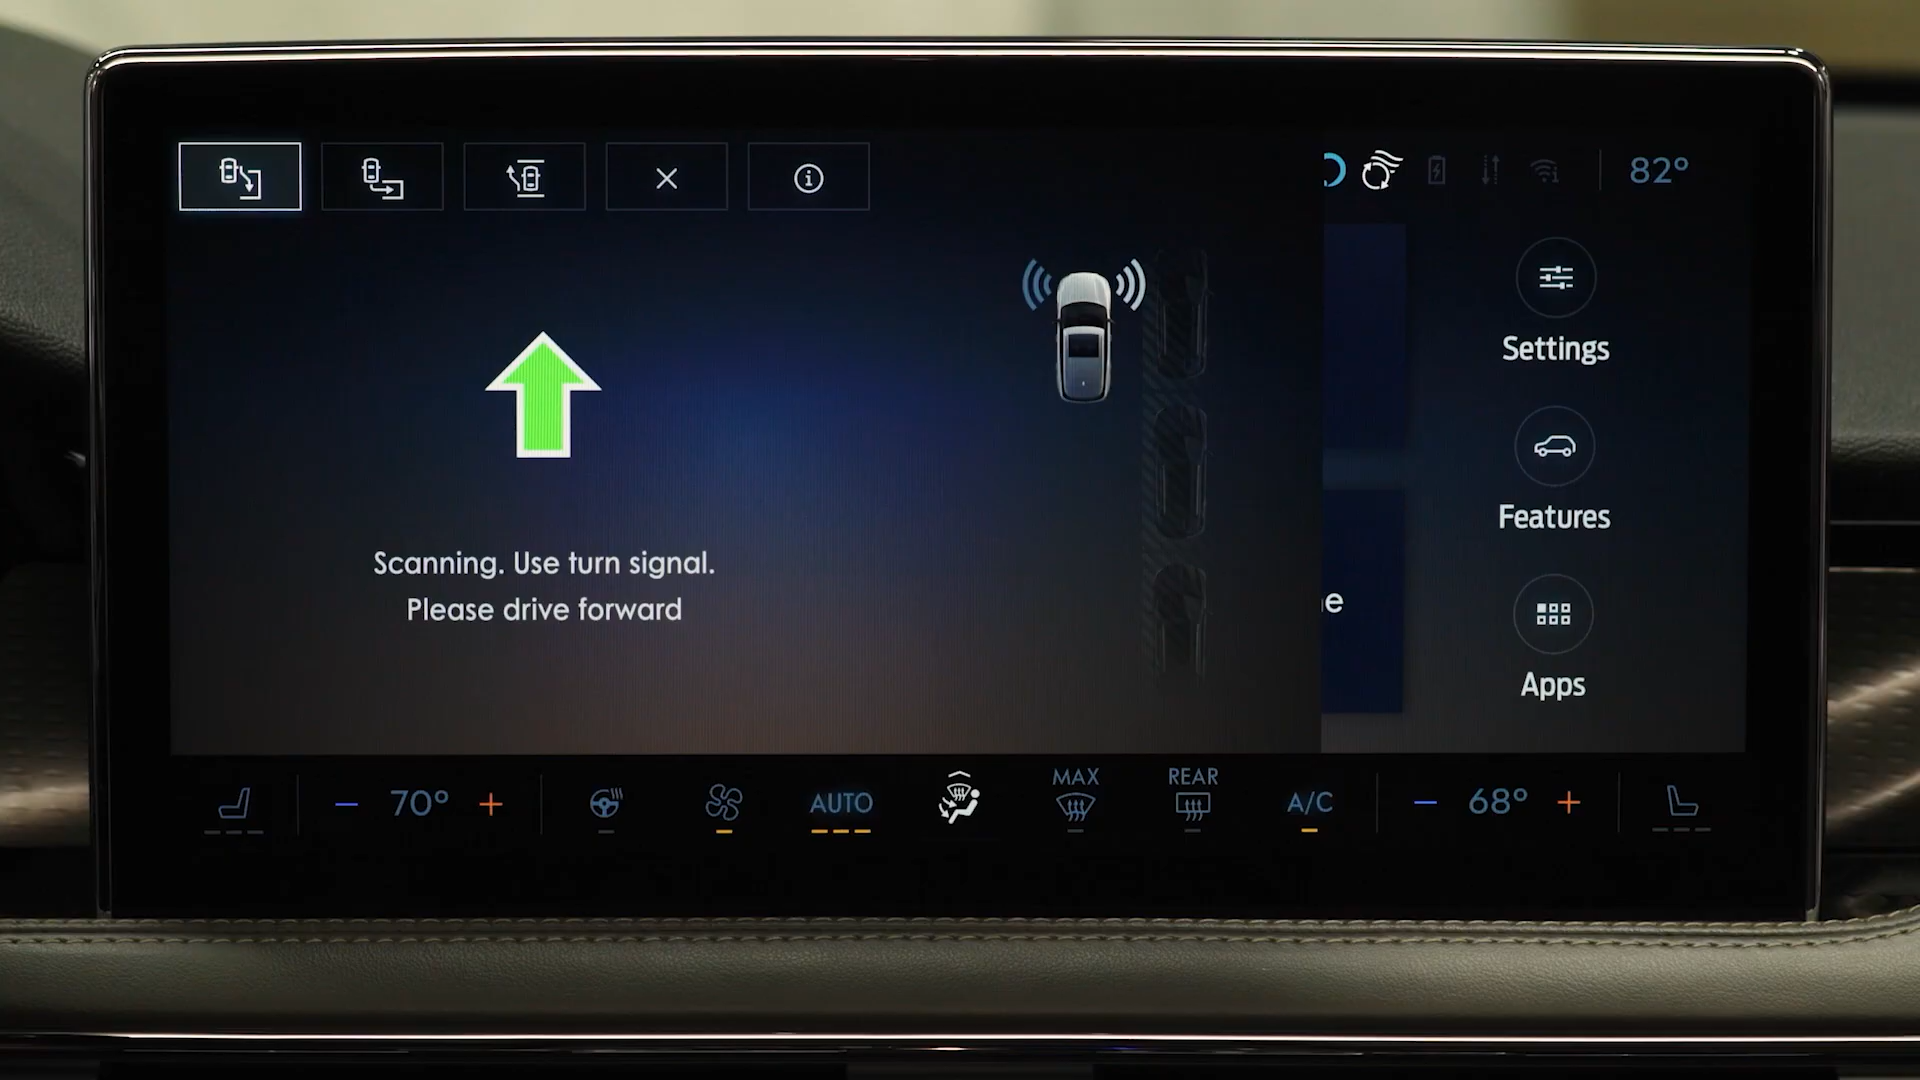 82°
Settings
Features
Scanning. Use turn signal.
Please drive forward
e
Apps
70°
AUTO
MAX
REAR
A/C
68°